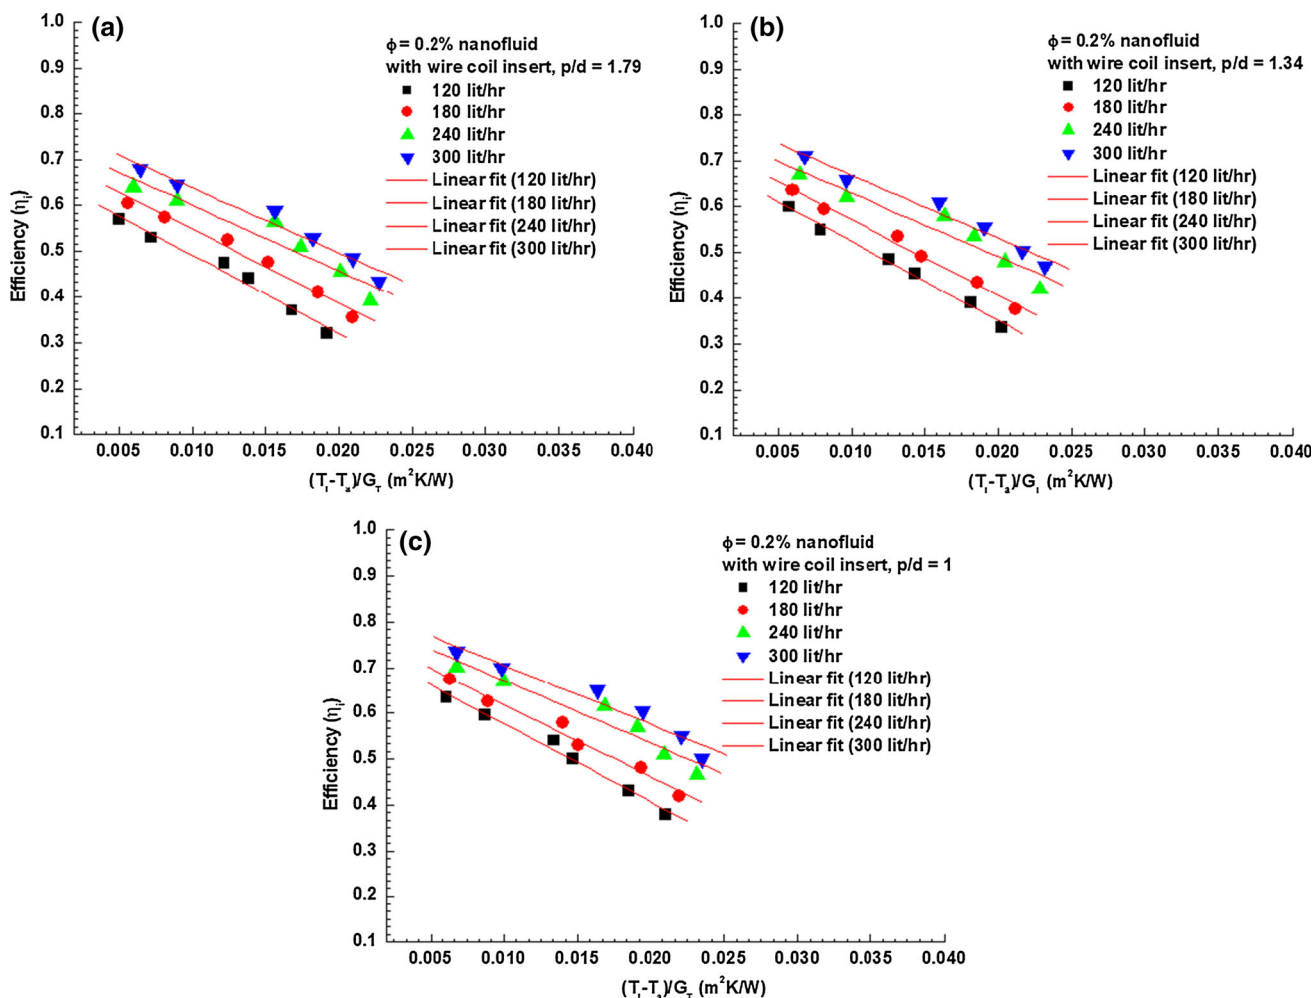 (a)
ϕ = 0.2% nanofluid
with wire coil insert, p/d = 1.79
120 lit/hr
180 lit/hr
240 lit/hr
300 lit/hr
Linear fit (120 lit/hr)
Linear fit (180 lit/hr)
Linear fit (240 lit/hr)
Linear fit (300 lit/hr)
Efficiency (ηᵢ)
1.0
0.9
0.8
0.7
0.6
0.5
0.4
0.3
0.2
0.1
0.005 0.010 0.015 0.020 0.025 0.030 0.035 0.040
(Tᵢ-Tₐ)/G_T (m²K/W)
(b)
ϕ = 0.2% nanofluid
with wire coil insert, p/d = 1.34
120 lit/hr
180 lit/hr
240 lit/hr
300 lit/hr
Linear fit (120 lit/hr)
Linear fit (180 lit/hr)
Linear fit (240 lit/hr)
Linear fit (300 lit/hr)
Efficiency (ηᵢ)
1.0
0.9
0.8
0.7
0.6
0.5
0.4
0.3
0.2
0.1
0.005 0.010 0.015 0.020 0.025 0.030 0.035 0.040
(Tᵢ-Tₐ)/G_I (m²K/W)
(c)
ϕ = 0.2% nanofluid
with wire coil insert, p/d = 1
120 lit/hr
180 lit/hr
240 lit/hr
300 lit/hr
Linear fit (120 lit/hr)
Linear fit (180 lit/hr)
Linear fit (240 lit/hr)
Linear fit (300 lit/hr)
Efficiency (ηᵢ)
1.0
0.9
0.8
0.7
0.6
0.5
0.4
0.3
0.2
0.1
0.005 0.010 0.015 0.020 0.025 0.030 0.035 0.040
(Tᵢ-Tₐ)/G_T (m²K/W)